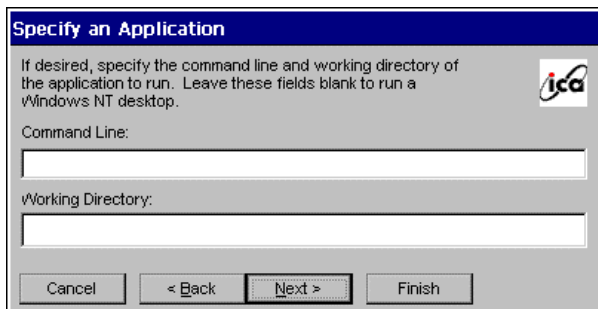 Specify an Application
If desired, specify the command line and working directory of
the application to run. Leave these fields blank to run a
Windows NT desktop.
ica
Command Line:
Working Directory:
Cancel
< Back
Next >
Finish